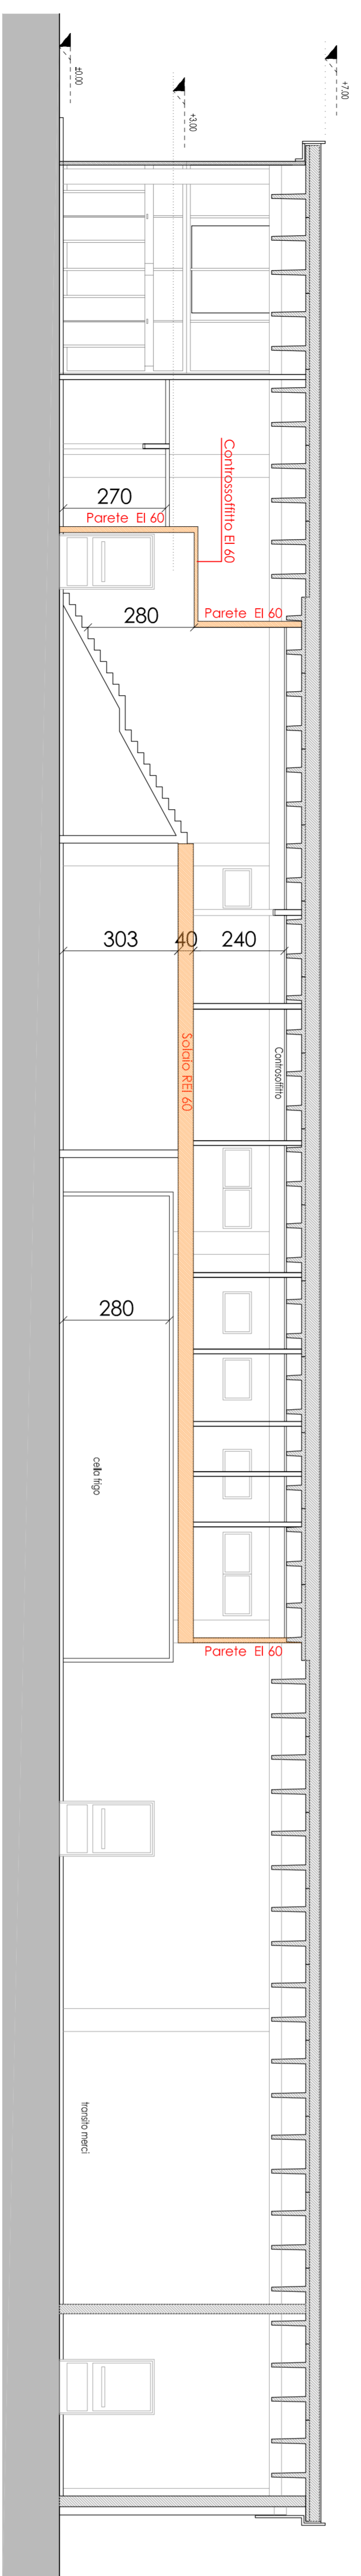 +7.00
+3.00
±0.00
Controssoffitto EI 60
270
Parete EI 60
Parete EI 60
280
303
40
240
Solaio REI 60
Controsoffitto
280
cella frigo
Parete EI 60
transito merci